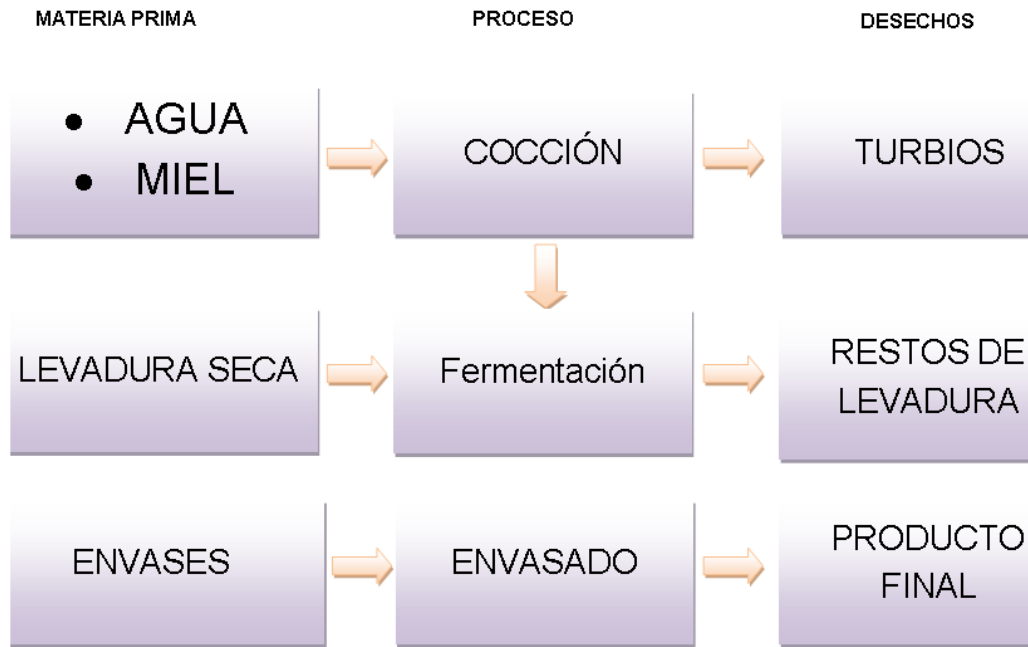 MATERIA PRIMA
PROCESO
DESECHOS
• AGUA
• MIEL
COCCIÓN
TURBIOS
LEVADURA SECA
Fermentación
RESTOS DE
LEVADURA
ENVASES
ENVASADO
PRODUCTO
FINAL